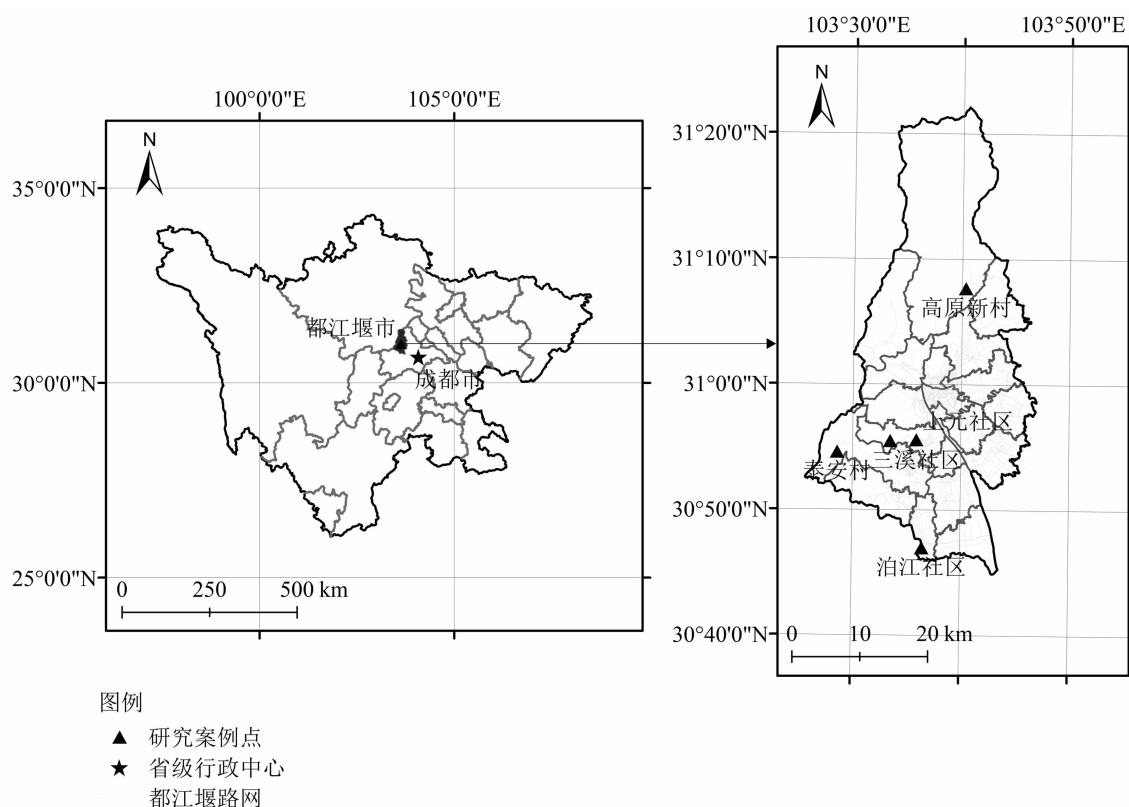 100°0'0"E
105°0'0"E
35°0'0"N
30°0'0"N
25°0'0"N
N
都江堰市
成都市
0 250 500 km
103°30'0"E
103°50'0"E
31°20'0"N
31°10'0"N
31°0'0"N
30°50'0"N
30°40'0"N
N
高原新村
上元社区
三溪社区
泰安村
泊江社区
0 10 20 km
图例
研究案例点
省级行政中心
都江堰路网